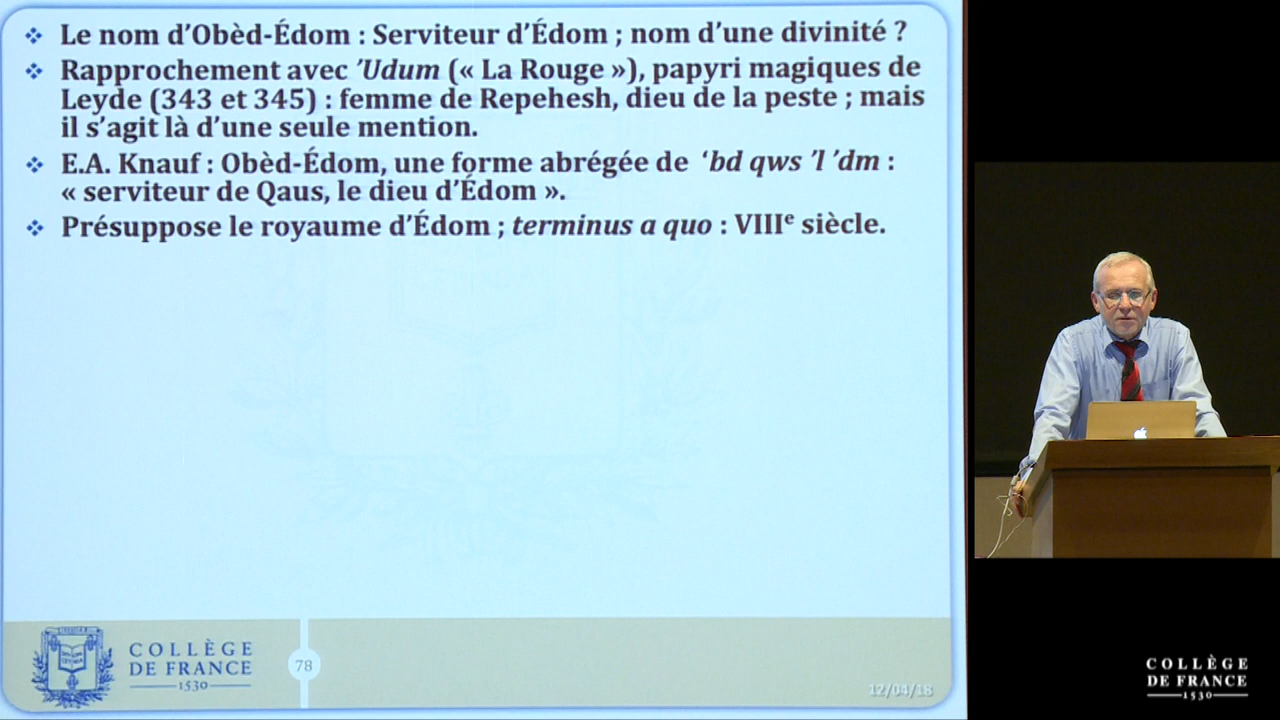 ❖ Le nom d’Obèd-Édom : Serviteur d’Édom ; nom d’une divinité ?
❖ Rapprochement avec ’Udum (« La Rouge »), papyri magiques de
Leyde (343 et 345) : femme de Repehesh, dieu de la peste ; mais
il s’agit là d’une seule mention.
❖ E.A. Knauf : Obèd-Édom, une forme abrégée de ‘bd qws ’l ’dm :
« serviteur de Qaus, le dieu d’Édom ».
❖ Présuppose le royaume d’Édom ; terminus a quo : VIIIᵉ siècle.
COLLÈGE
DE FRANCE
1530
78
12/04/18
COLLÈGE
DE FRANCE
1530